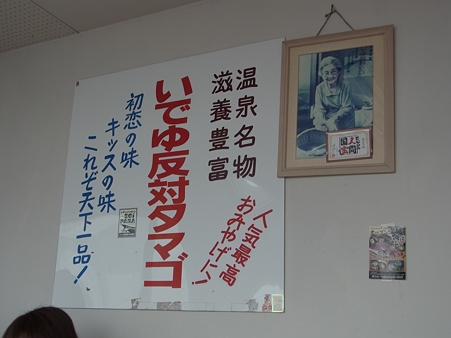 温泉名物
滋養豊富
いでゆ反対タマゴ
人気最高
おみやげに!
初恋の味
キッスの味
これぞ天下一品!